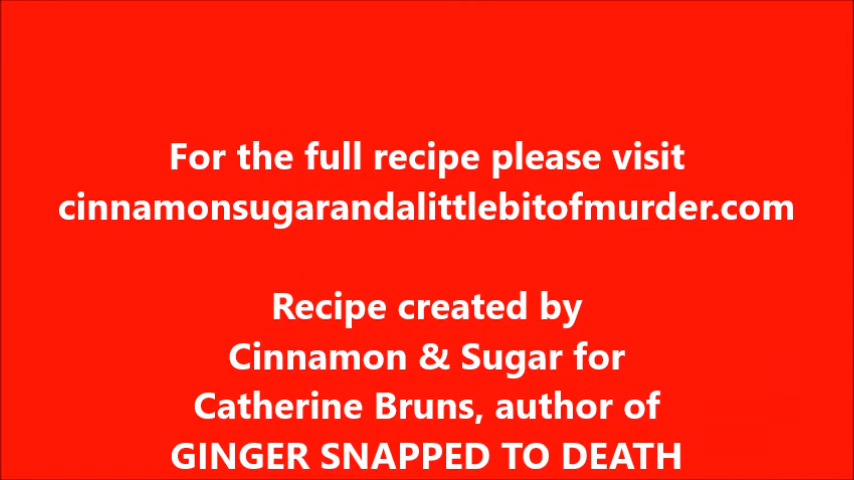 For the full recipe please visit
cinnamonsugarandalittlebitofmurder.com
Recipe created by
Cinnamon & Sugar for
Catherine Bruns, author of
GINGER SNAPPED TO DEATH